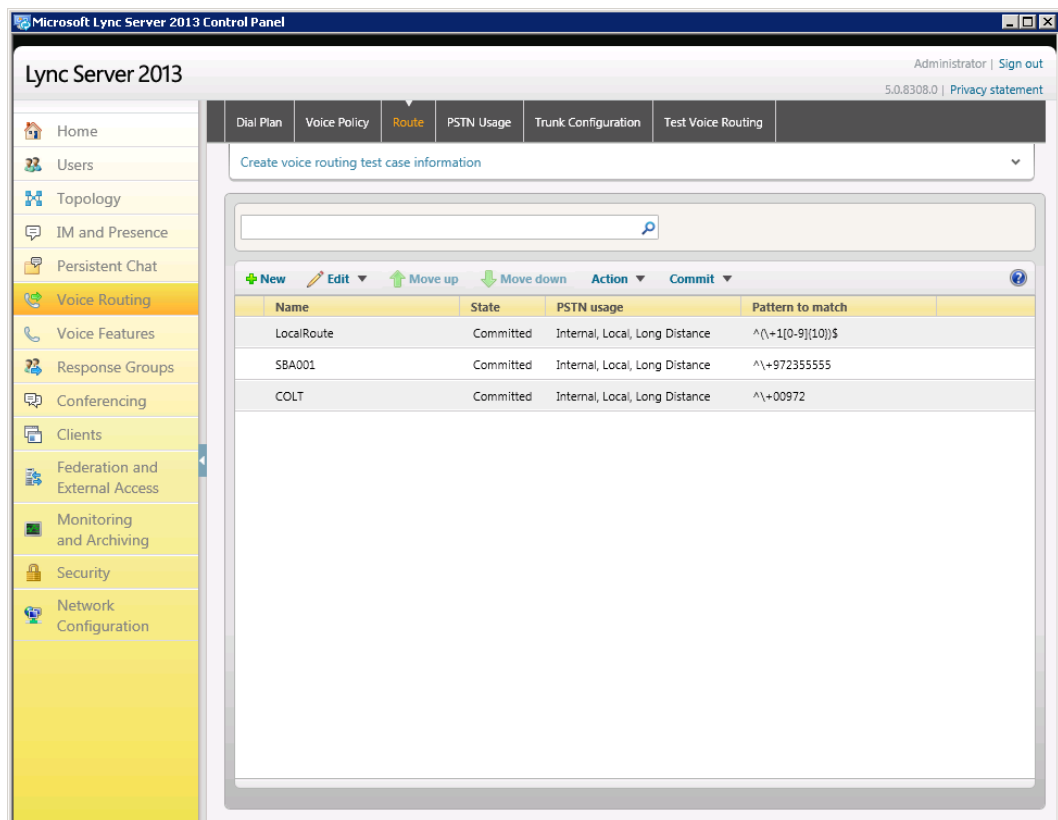 Microsoft Lync Server 2013 Control Panel
Lync Server 2013
Administrator | Sign out
5.0.8308.0 | Privacy statement
Home
Users
Topology
IM and Presence
Persistent Chat
Voice Routing
Voice Features
Response Groups
Conferencing
Clients
Federation and
External Access
Monitoring
and Archiving
Security
Network
Configuration
Dial Plan Voice Policy Route PSTN Usage Trunk Configuration Test Voice Routing
Create voice routing test case information
New Edit Move up Move down Action Commit
Name State PSTN usage Pattern to match
LocalRoute Committed Internal, Local, Long Distance ^(\+1[0-9]{10})$
SBA001 Committed Internal, Local, Long Distance ^\+972355555
COLT Committed Internal, Local, Long Distance ^\+00972